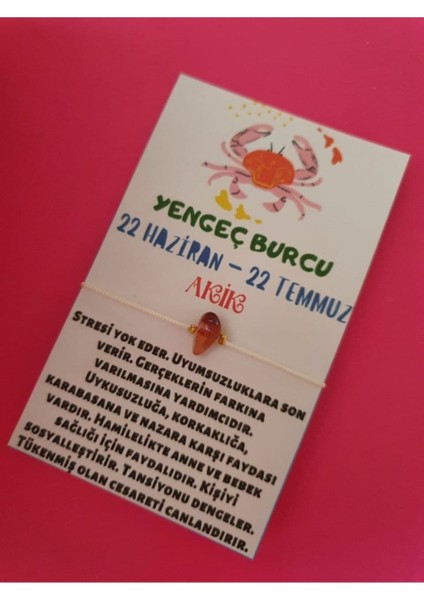 YENGEÇ BURCU
22 HAZİRAN – 22 TEMMUZ
AKİK
STRESİ YOK EDER. UYUMSUZLUKLARA SON
VERİR. GERÇEKLERİN FARKINA
VARILMASINA YARDIMCIDIR.
UYKUSUZLUĞA, KORKAKLIĞA,
KARABASANA VE NAZARA KARŞI FAYDASI
VARDIR. HAMİLELİKTE ANNE VE BEBEK
SAĞLIĞI İÇİN FAYDALIDIR. KİŞİYİ
SOSYALLEŞTİRİR. TANSİYONU DENGELER.
TÜKENMİŞ OLAN CESARETİ CANLANDIRIR.